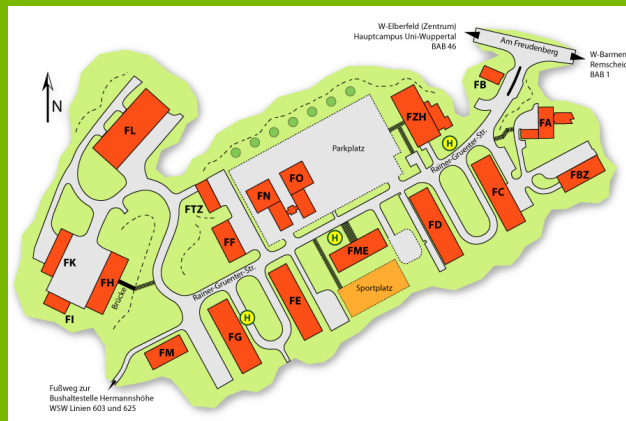 W-Elberfeld (Zentrum)
Hauptcampus Uni-Wuppertal
BAB 46
Am Freudenberg
W-Barmen
Remscheid
BAB 1
N
FB
FL
FZH
H
FA
Parkplatz
Rainer-Gruenter-Str.
FBZ
FO
FN
FTZ
FC
FD
FF
H
FME
FK
FH
Brücke
Rainer-Gruenter-Str.
Sportplatz
FE
FI
H
FG
FM
Fußweg zur
Bushaltestelle Hermannshöhe
WSW Linien 603 und 625